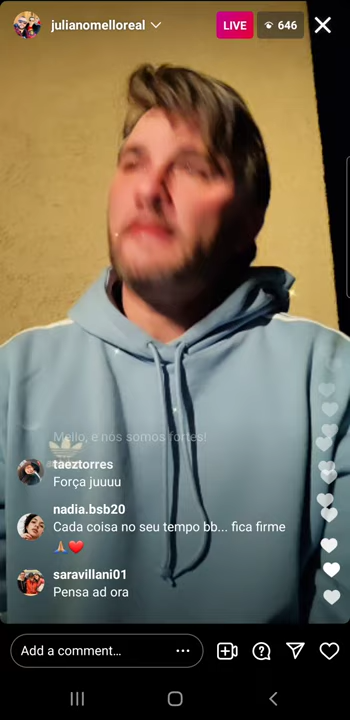 julianomelloreal
LIVE
646
Mello, e nós somos fortes!
taeztorres
Força juuuu
nadia.bsb20
Cada coisa no seu tempo bb... fica firme
🙏🏼❤️
saravillani01
Pensa ad ora
Add a comment...